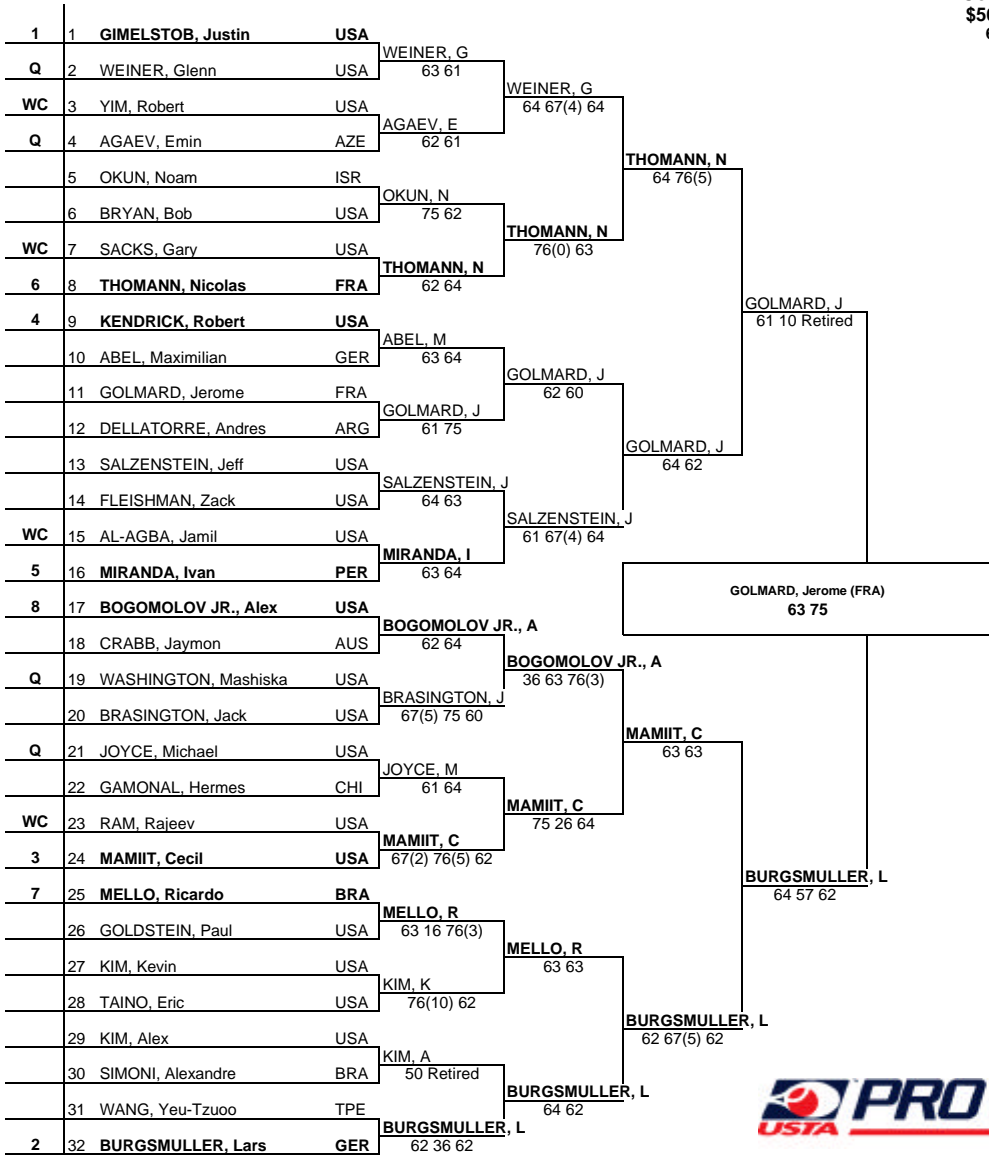 $50
6
1 1 GIMELSTOB, Justin USA
WEINER, G
Q 2 WEINER, Glenn USA 63 61
WEINER, G
WC 3 YIM, Robert USA 64 67(4) 64
AGAEV, E
Q 4 AGAEV, Emin AZE 62 61
THOMANN, N
5 OKUN, Noam ISR 64 76(5)
OKUN, N
6 BRYAN, Bob USA 75 62
THOMANN, N
WC 7 SACKS, Gary USA 76(0) 63
THOMANN, N
6 8 THOMANN, Nicolas FRA 62 64
GOLMARD, J
4 9 KENDRICK, Robert USA 61 10 Retired
ABEL, M
10 ABEL, Maximilian GER 63 64
GOLMARD, J
11 GOLMARD, Jerome FRA 62 60
GOLMARD, J
12 DELLATORRE, Andres ARG 61 75
GOLMARD, J
13 SALZENSTEIN, Jeff USA 64 62
SALZENSTEIN, J
14 FLEISHMAN, Zack USA 64 63
SALZENSTEIN, J
WC 15 AL-AGBA, Jamil USA 61 67(4) 64
MIRANDA, I
5 16 MIRANDA, Ivan PER 63 64
GOLMARD, Jerome (FRA)
8 17 BOGOMOLOV JR., Alex USA 63 75
BOGOMOLOV JR., A
18 CRABB, Jaymon AUS 62 64
BOGOMOLOV JR., A
Q 19 WASHINGTON, Mashiska USA 36 63 76(3)
BRASINGTON, J
20 BRASINGTON, Jack USA 67(5) 75 60
MAMIIT, C
Q 21 JOYCE, Michael USA 63 63
JOYCE, M
22 GAMONAL, Hermes CHI 61 64
MAMIIT, C
WC 23 RAM, Rajeev USA 75 26 64
MAMIIT, C
3 24 MAMIIT, Cecil USA 67(2) 76(5) 62
BURGSMULLER, L
7 25 MELLO, Ricardo BRA 64 57 62
MELLO, R
26 GOLDSTEIN, Paul USA 63 16 76(3)
MELLO, R
27 KIM, Kevin USA 63 63
KIM, K
28 TAINO, Eric USA 76(10) 62
BURGSMULLER, L
29 KIM, Alex USA 62 67(5) 62
KIM, A
30 SIMONI, Alexandre BRA 50 Retired
BURGSMULLER, L
31 WANG, Yeu-Tzuoo TPE 64 62
BURGSMULLER, L
2 32 BURGSMULLER, Lars GER 62 36 62
PRO
USTA